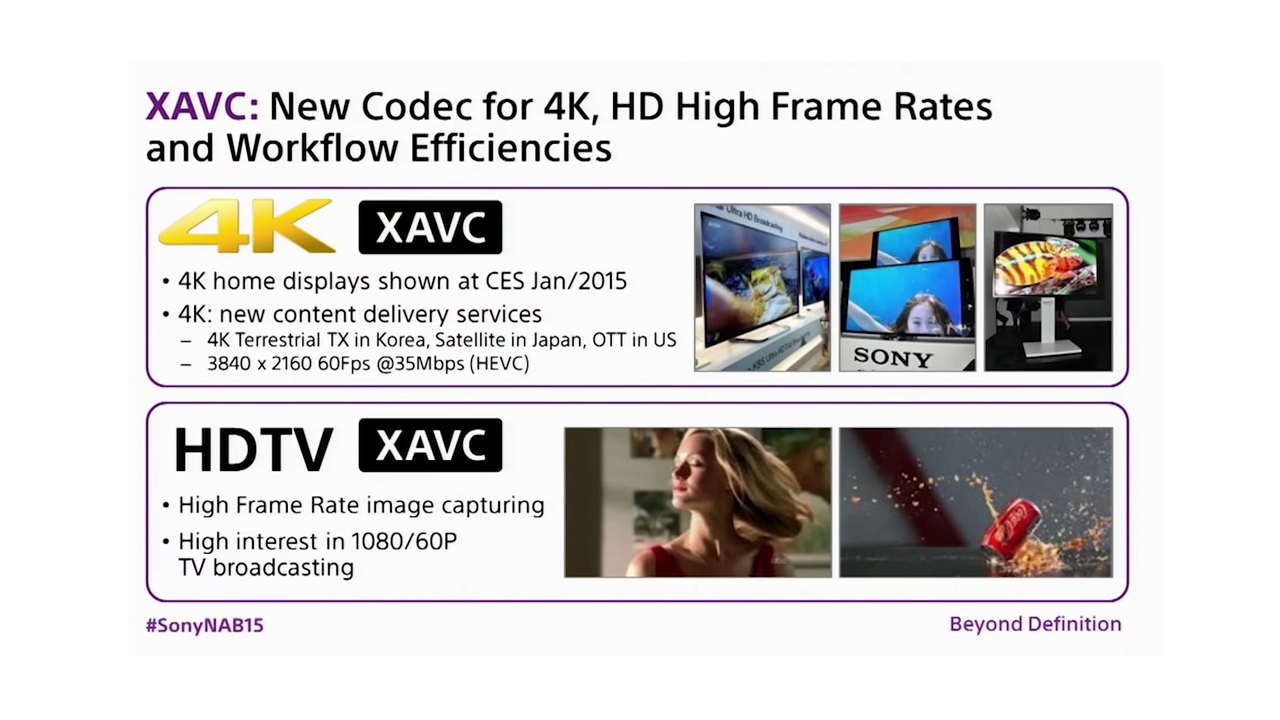 XAVC: New Codec for 4K, HD High Frame Rates
and Workflow Efficiencies
4K XAVC
• 4K home displays shown at CES Jan/2015
• 4K: new content delivery services
– 4K Terrestrial TX in Korea, Satellite in Japan, OTT in US
– 3840 x 2160 60Fps @35Mbps (HEVC)
Ultra HD Broadcasting
SONY
HDTV XAVC
• High Frame Rate image capturing
• High interest in 1080/60P
TV broadcasting
#SonyNAB15
Beyond Definition